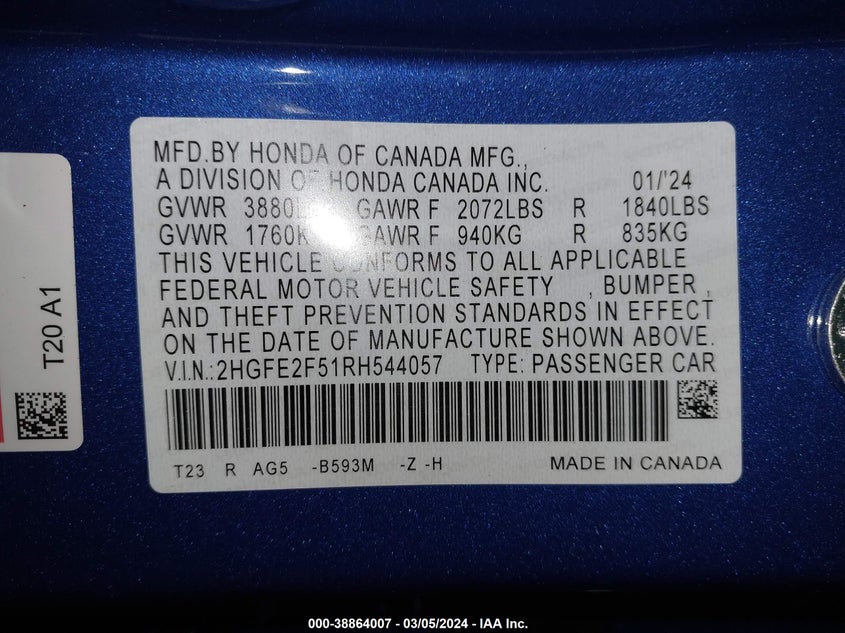 MFD.BY HONDA OF CANADA MFG.,
A DIVISION OF HONDA CANADA INC. 01/'24
GVWR 3880L GAWR F 2072LBS R 1840LBS
GVWR 1760K GAWR F 940KG R 835KG
THIS VEHICLE CONFORMS TO ALL APPLICABLE
FEDERAL MOTOR VEHICLE SAFETY , BUMPER ,
AND THEFT PREVENTION STANDARDS IN EFFECT
ON THE DATE OF MANUFACTURE SHOWN ABOVE.
V.I.N.:2HGFE2F51RH544057 TYPE: PASSENGER CAR
T23 R AG5 -B593M -Z -H MADE IN CANADA
T20 A1
000-38864007 - 03/05/2024 - IAA Inc.